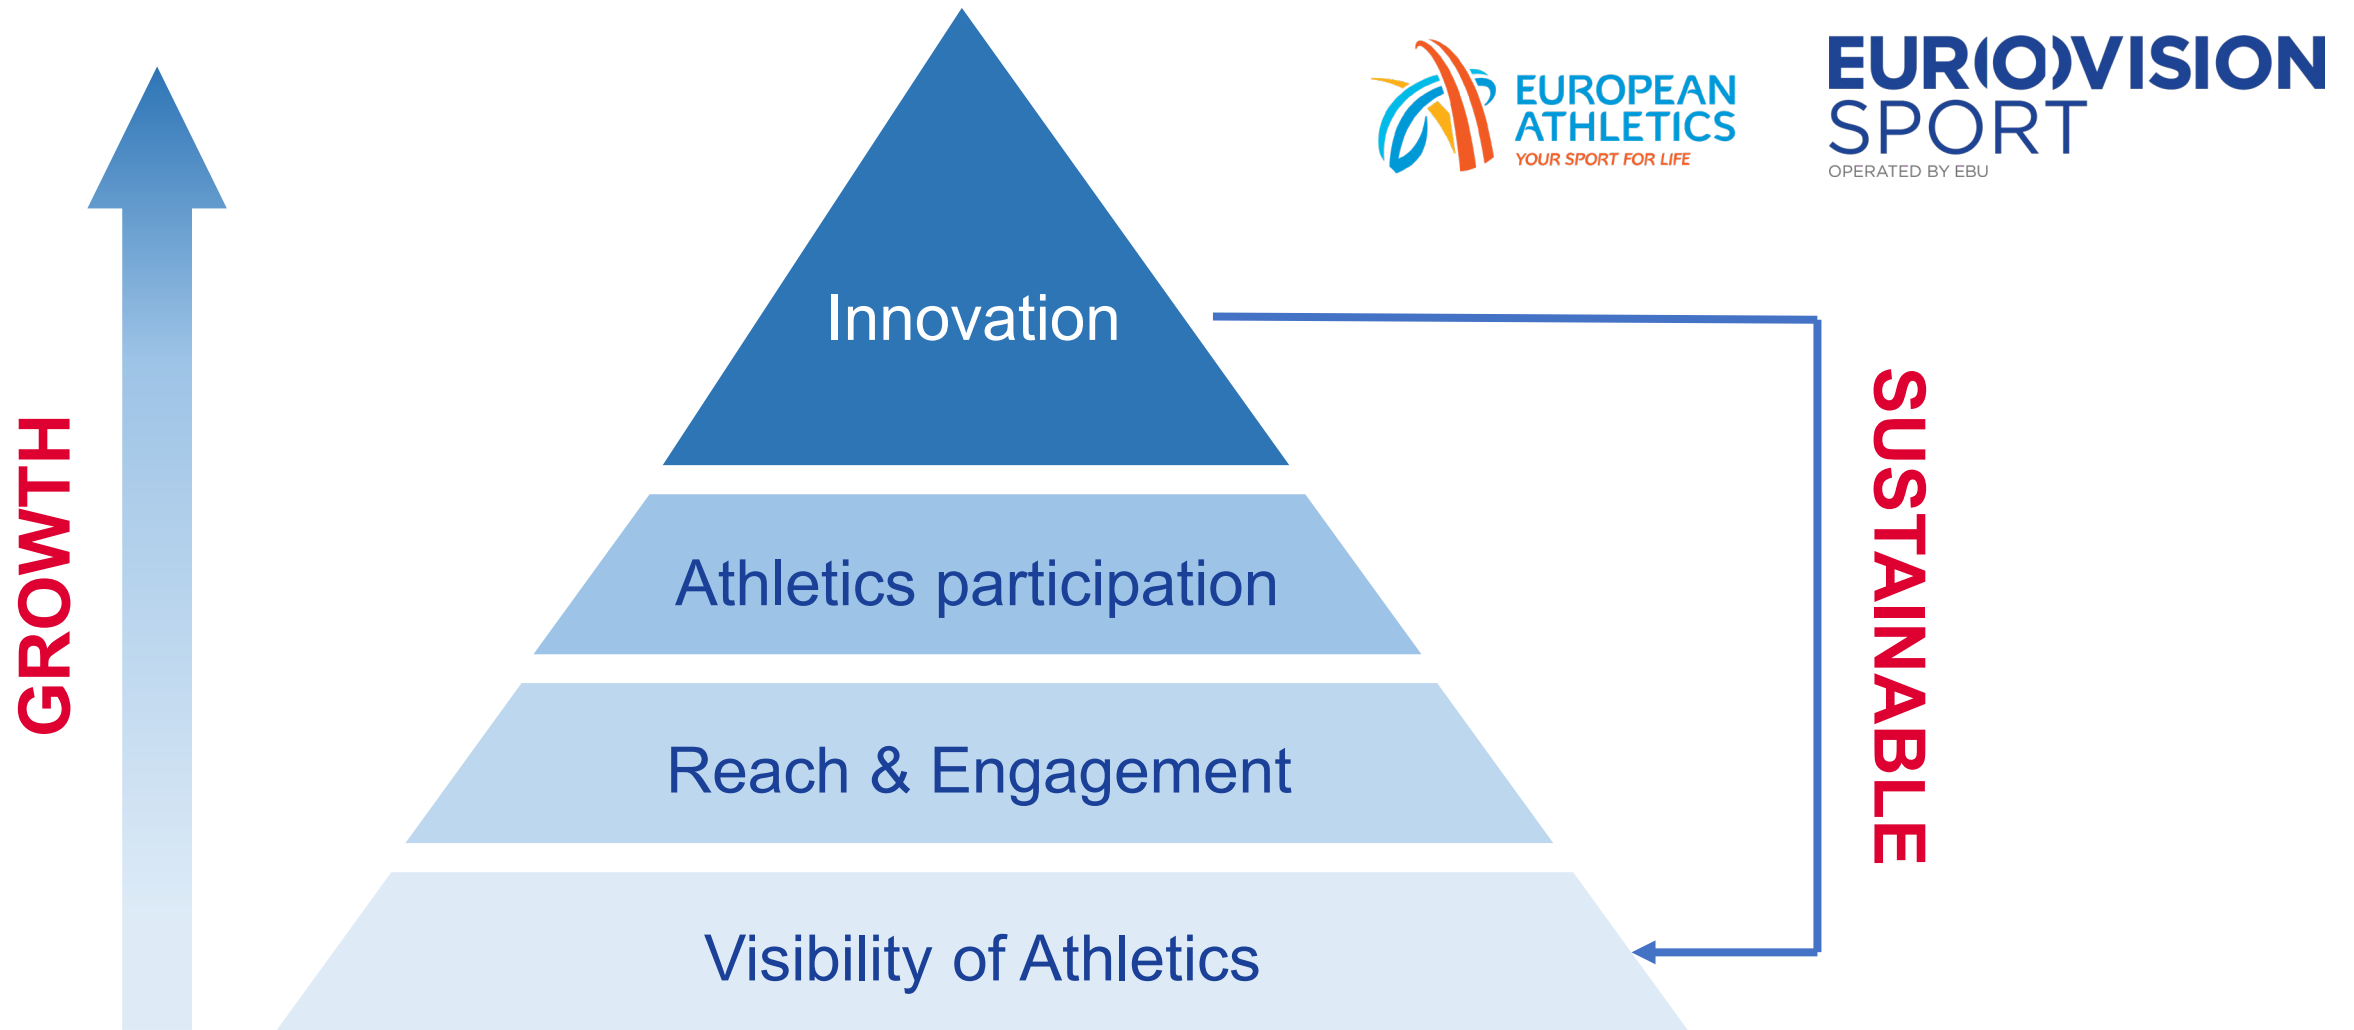 EUROPEAN
ATHLETICS
YOUR SPORT FOR LIFE
EUR(O)VISION
SPORT
OPERATED BY EBU
GROWTH
Innovation
Athletics participation
Reach & Engagement
Visibility of Athletics
SUSTAINABLE